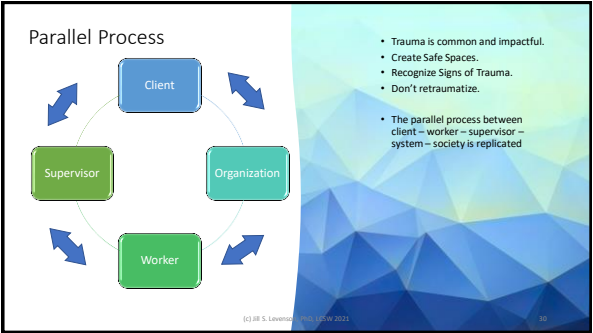 Parallel Process
Client
Supervisor
Organization
Worker
• Trauma is common and impactful.
• Create Safe Spaces.
• Recognize Signs of Trauma.
• Don't retraumatize.
• The parallel process between
client – worker – supervisor –
system – society is replicated
(c) Jill S. Levenson, PhD, LCSW 2021
30